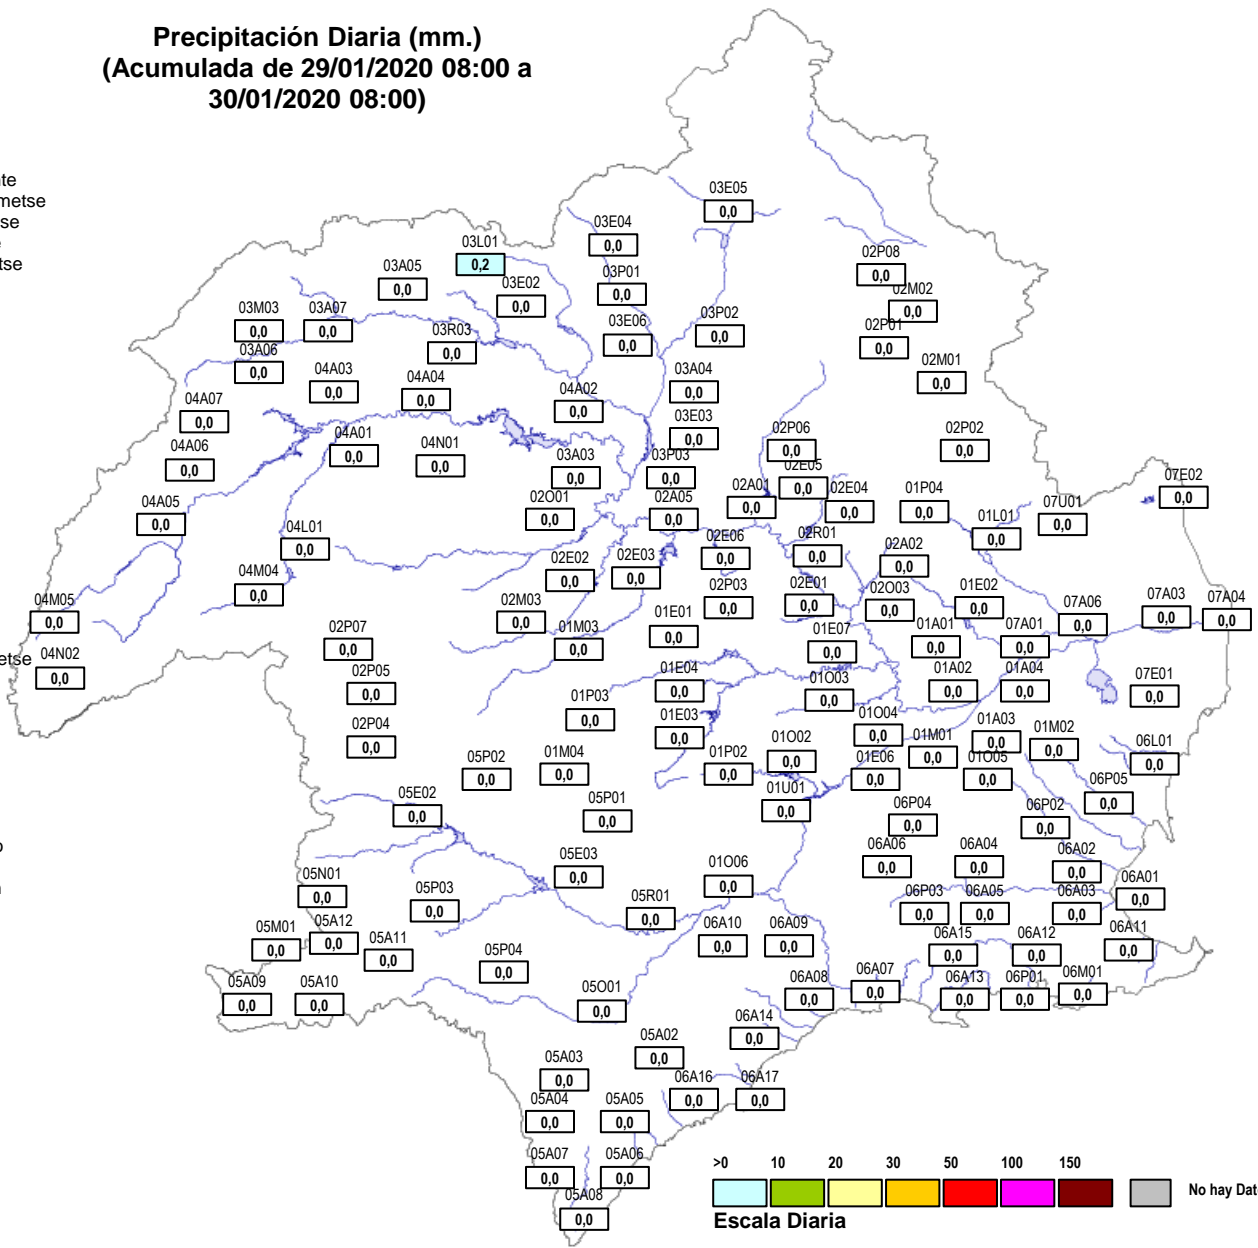 Precipitación Diaria (mm.)
(Acumulada de 29/01/2020 08:00 a
30/01/2020 08:00)
te
metse
se
tse
03E05
0,0
03E04
0,0
03L01
0,2
02P08
0,0
03A05
0,0
03P01
0,0
03E02
0,0
02M02
0,0
03M03
0,0
03A07
0,0
03P02
0,0
03E06
0,0
03R03
0,0
02P01
0,0
03A06
0,0
02M01
0,0
04A03
0,0
04A04
0,0
03A04
0,0
04A02
0,0
04A07
0,0
03E03
0,0
04A01
0,0
02P06
0,0
02P02
0,0
04A06
0,0
04N01
0,0
03A03
0,0
03P03
0,0
02E05
0,0
07E02
0,0
02A01
0,0
02E04
0,0
01P04
0,0
04A05
0,0
02O01
0,0
02A05
0,0
07U01
0,0
01L01
0,0
04L01
0,0
02R01
0,0
02E06
0,0
02A02
0,0
02E02
0,0
02E03
0,0
04M04
0,0
02P03
0,0
02E01
0,0
02O03
0,0
01E02
0,0
07A03
0,0
07A04
0,0
04M05
0,0
02M03
0,0
07A06
0,0
01E01
0,0
02P07
0,0
01M03
0,0
01E07
0,0
01A01
0,0
07A01
0,0
etse
04N02
0,0
02P05
0,0
01E04
0,0
01O03
0,0
01A02
0,0
01A04
0,0
07E01
0,0
01P03
0,0
02P04
0,0
01E03
0,0
01O04
0,0
01A03
0,0
01M02
0,0
01M01
0,0
06L01
0,0
05P02
0,0
01M04
0,0
01P02
0,0
01O02
0,0
01E06
0,0
01O05
0,0
05E02
0,0
05P01
0,0
01U01
0,0
06P05
0,0
06P04
0,0
06P02
0,0
o
05E03
0,0
06A06
0,0
06A04
0,0
06A02
0,0
05N01
0,0
05P03
0,0
01O06
0,0
06A01
0,0
05R01
0,0
06P03
0,0
06A05
0,0
06A03
0,0
05M01
0,0
05A12
0,0
05A11
0,0
06A10
0,0
06A09
0,0
06A15
0,0
06A12
0,0
06A11
0,0
05P04
0,0
05A09
0,0
05A10
0,0
05O01
0,0
06A08
0,0
06A07
0,0
06A13
0,0
06P01
0,0
06M01
0,0
06A14
0,0
05A02
0,0
05A03
0,0
06A16
0,0
06A17
0,0
05A04
0,0
05A05
0,0
05A07
0,0
05A06
0,0
05A08
0,0
>0 10 20 30 50 100 150
No hay Dat
Escala Diaria